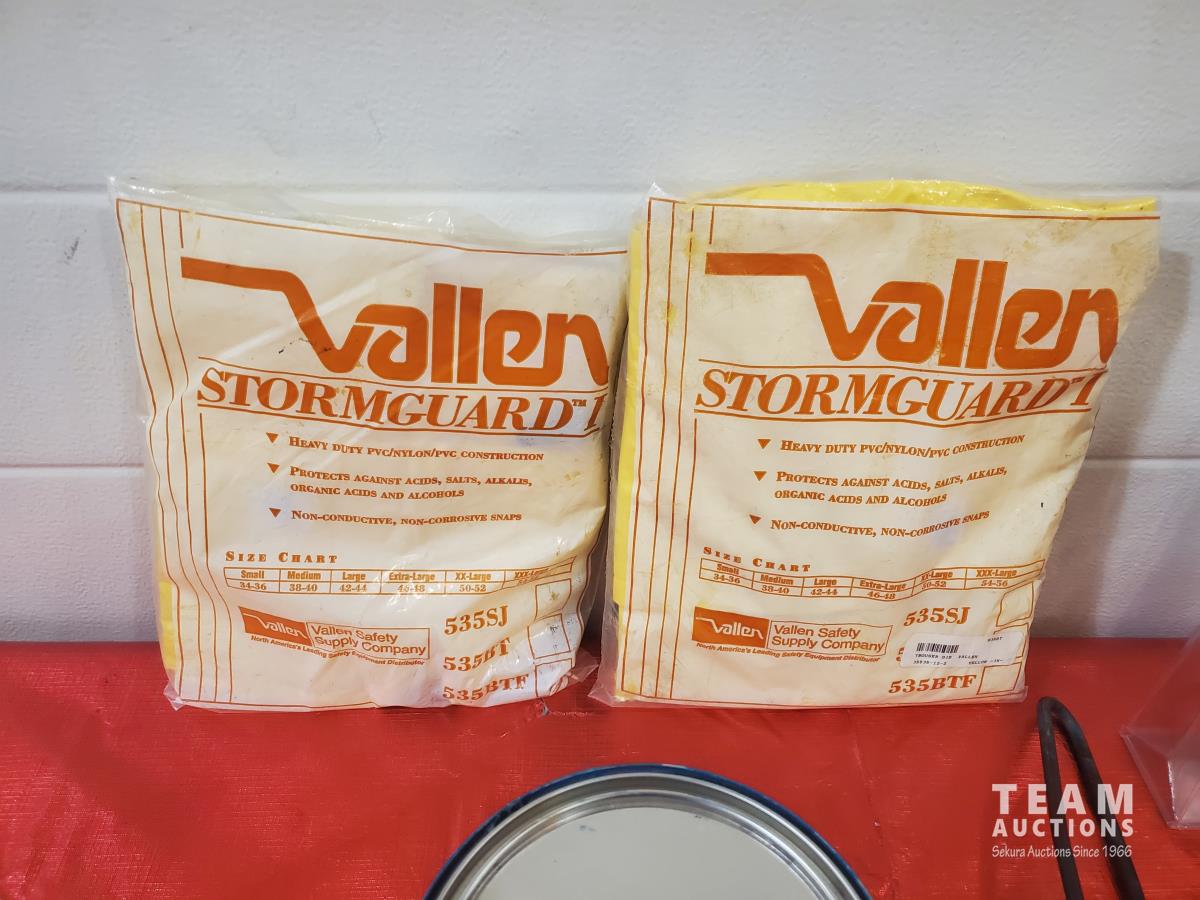 Vallen
STORMGUARD™ I
▼ HEAVY DUTY PVC/NYLON/PVC CONSTRUCTION
▼ PROTECTS AGAINST ACIDS, SALTS, ALKALIS,
ORGANIC ACIDS AND ALCOHOLS
▼ NON-CONDUCTIVE, NON-CORROSIVE SNAPS
SIZE CHART
Small Medium Large Extra-Large XX-Large XXX-Large
34-36 38-40 42-44 46-48 50-52
Vallen
Vallen Safety
Supply Company
North America's Leading Safety Equipment Distributor
535SJ
535BT
535BTF
Vallen
STORMGUARD™ I
▼ HEAVY DUTY PVC/NYLON/PVC CONSTRUCTION
▼ PROTECTS AGAINST ACIDS, SALTS, ALKALIS,
ORGANIC ACIDS AND ALCOHOLS
▼ NON-CONDUCTIVE, NON-CORROSIVE SNAPS
SIZE CHART
Small Medium Large Extra-Large XX-Large XXX-Large
34-36 38-40 42-44 46-48 50-52 54-56
Vallen
Vallen Safety
Supply Company
North America's Leading Safety Equipment Distributor
535SJ
VALLEN
YELLOW
535BTF
TEAM
AUCTIONS
Sekura Auctions Since 1966